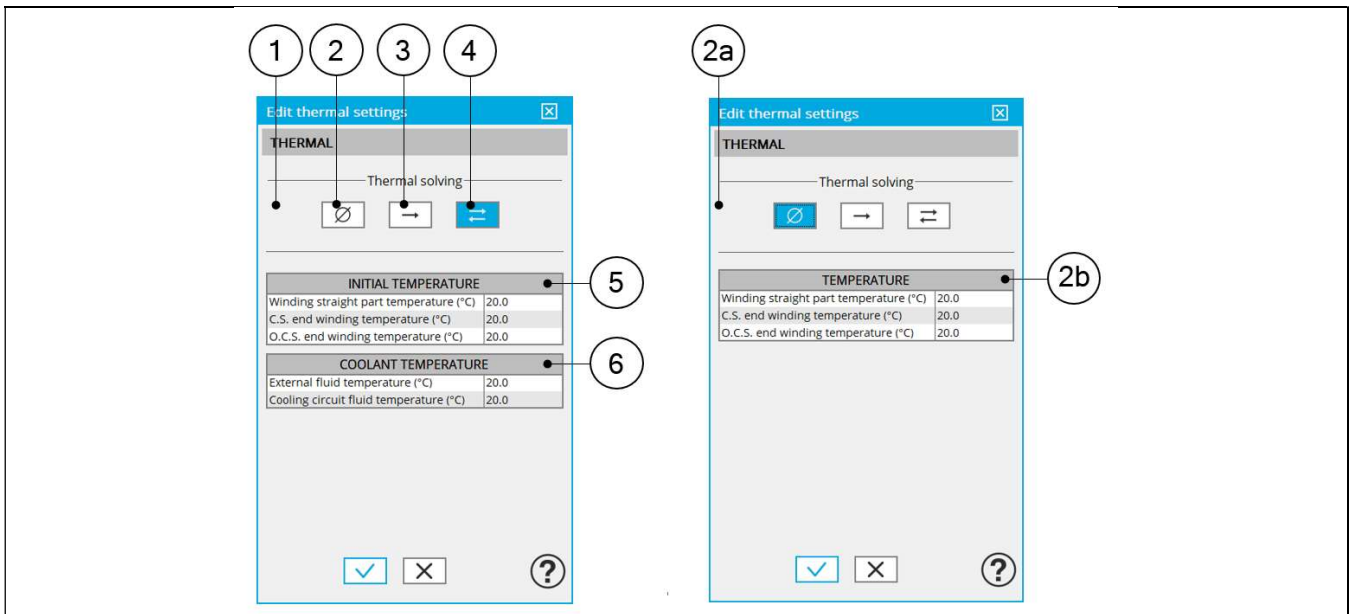 1 2 3 4 2a
Edit thermal settings
THERMAL
Thermal solving
INITIAL TEMPERATURE 5
Winding straight part temperature (°C) 20.0
C.S. end winding temperature (°C) 20.0
O.C.S. end winding temperature (°C) 20.0
COOLANT TEMPERATURE 6
External fluid temperature (°C) 20.0
Cooling circuit fluid temperature (°C) 20.0
?
Edit thermal settings
THERMAL
Thermal solving
TEMPERATURE 2b
Winding straight part temperature (°C) 20.0
C.S. end winding temperature (°C) 20.0
O.C.S. end winding temperature (°C) 20.0
?